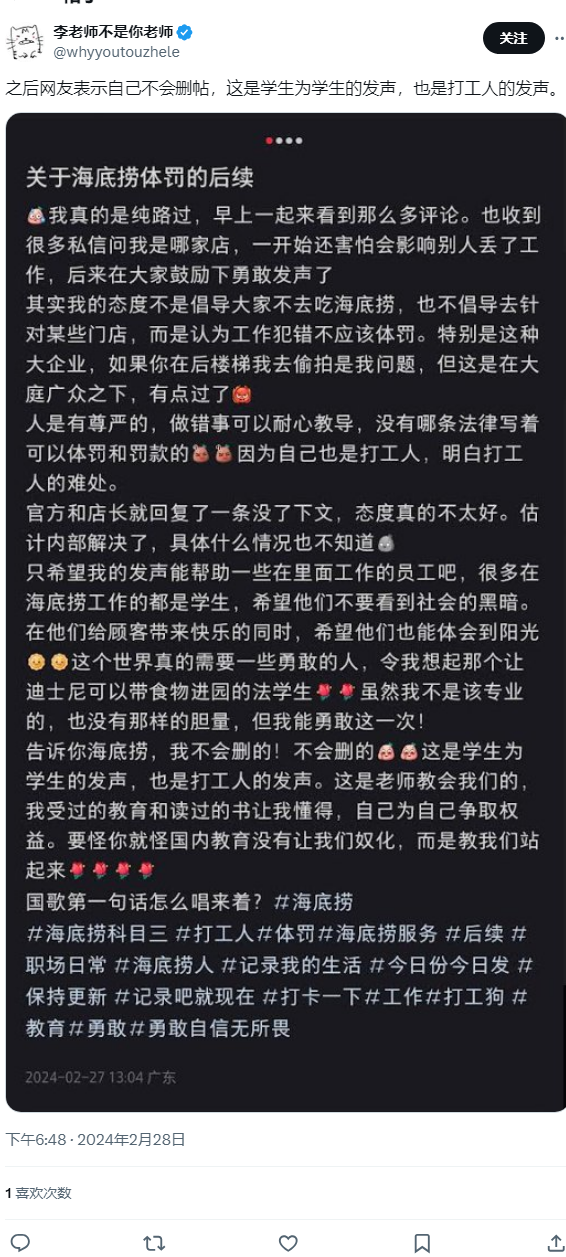 李老师不是你老师
@whyyoutouzhele
关注
之后网友表示自己不会删帖，这是学生为学生的发声，也是打工人的发声。
关于海底捞体罚的后续
我真的是纯路过，早上一起来看到那么多评论。也收到
很多私信问我是哪家店，一开始还害怕会影响别人丢了工
作，后来在大家鼓励下勇敢发声了
其实我的态度不是倡导大家不去吃海底捞，也不倡导去针
对某些门店，而是认为工作犯错不应该体罚。特别是这种
大企业，如果你在后楼梯我去偷拍是我问题，但这是在大
庭广众之下，有点过了👹
人是有尊严的，做错事可以耐心教导，没有哪条法律写着
可以体罚和罚款的 因为自己也是打工人，明白打工
人的难处。
官方和店长就回复了一条没了下文，态度真的不太好。估
计内部解决了，具体什么情况也不知道
只希望我的发声能帮助一些在里面工作的员工吧，很多在
海底捞工作的都是学生，希望他们不要看到社会的黑暗。
在他们给顾客带来快乐的同时，希望他们也能体会到阳光
这个世界真的需要一些勇敢的人，令我想起那个让
迪士尼可以带食物进园的法学生🌹🌹虽然我不是该专业
的，也没有那样的胆量，但我能勇敢这一次！
告诉你海底捞，我不会删的！不会删的 这是学生为
学生的发声，也是打工人的发声。这是老师教会我们的，
我受过的教育和读过的书让我懂得，自己为自己争取权
益。要怪你就怪国内教育没有让我们奴化，而是教我们站
起来🌹🌹🌹🌹
国歌第一句话怎么唱来着？#海底捞
#海底捞科目三 #打工人#体罚#海底捞服务 #后续 #
职场日常 #海底捞人 #记录我的生活 #今日份今日发 #
保持更新 #记录吧就现在 #打卡一下#工作#打工狗 #
教育#勇敢#勇敢自信无所畏
2024-02-27 13:04 广东
下午6:48 · 2024年2月28日
1 喜欢次数